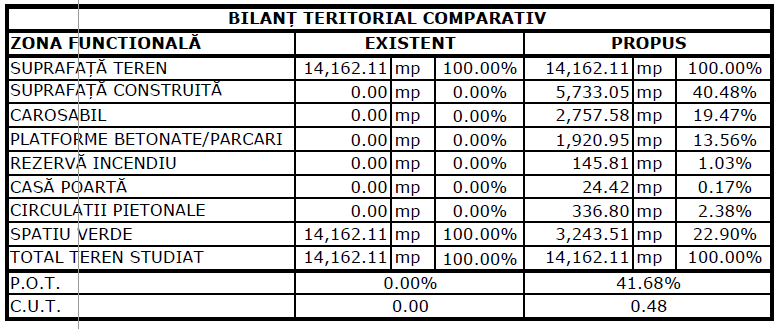 BILANȚ TERITORIAL COMPARATIV
ZONA FUNCTIONALĂ EXISTENT PROPUS
SUPRAFAȚĂ TEREN 14,162.11 mp 100.00% 14,162.11 mp 100.00%
SUPRAFAȚĂ CONSTRUITĂ 0.00 mp 0.00% 5,733.05 mp 40.48%
CAROSABIL 0.00 mp 0.00% 2,757.58 mp 19.47%
PLATFORME BETONATE/PARCARI 0.00 mp 0.00% 1,920.95 mp 13.56%
REZERVĂ INCENDIU 0.00 mp 0.00% 145.81 mp 1.03%
CASĂ POARTĂ 0.00 mp 0.00% 24.42 mp 0.17%
CIRCULATII PIETONALE 0.00 mp 0.00% 336.80 mp 2.38%
SPATIU VERDE 14,162.11 mp 100.00% 3,243.51 mp 22.90%
TOTAL TEREN STUDIAT 14,162.11 mp 100.00% 14,162.11 mp 100.00%
P.O.T. 0.00% 41.68%
C.U.T. 0.00 0.48